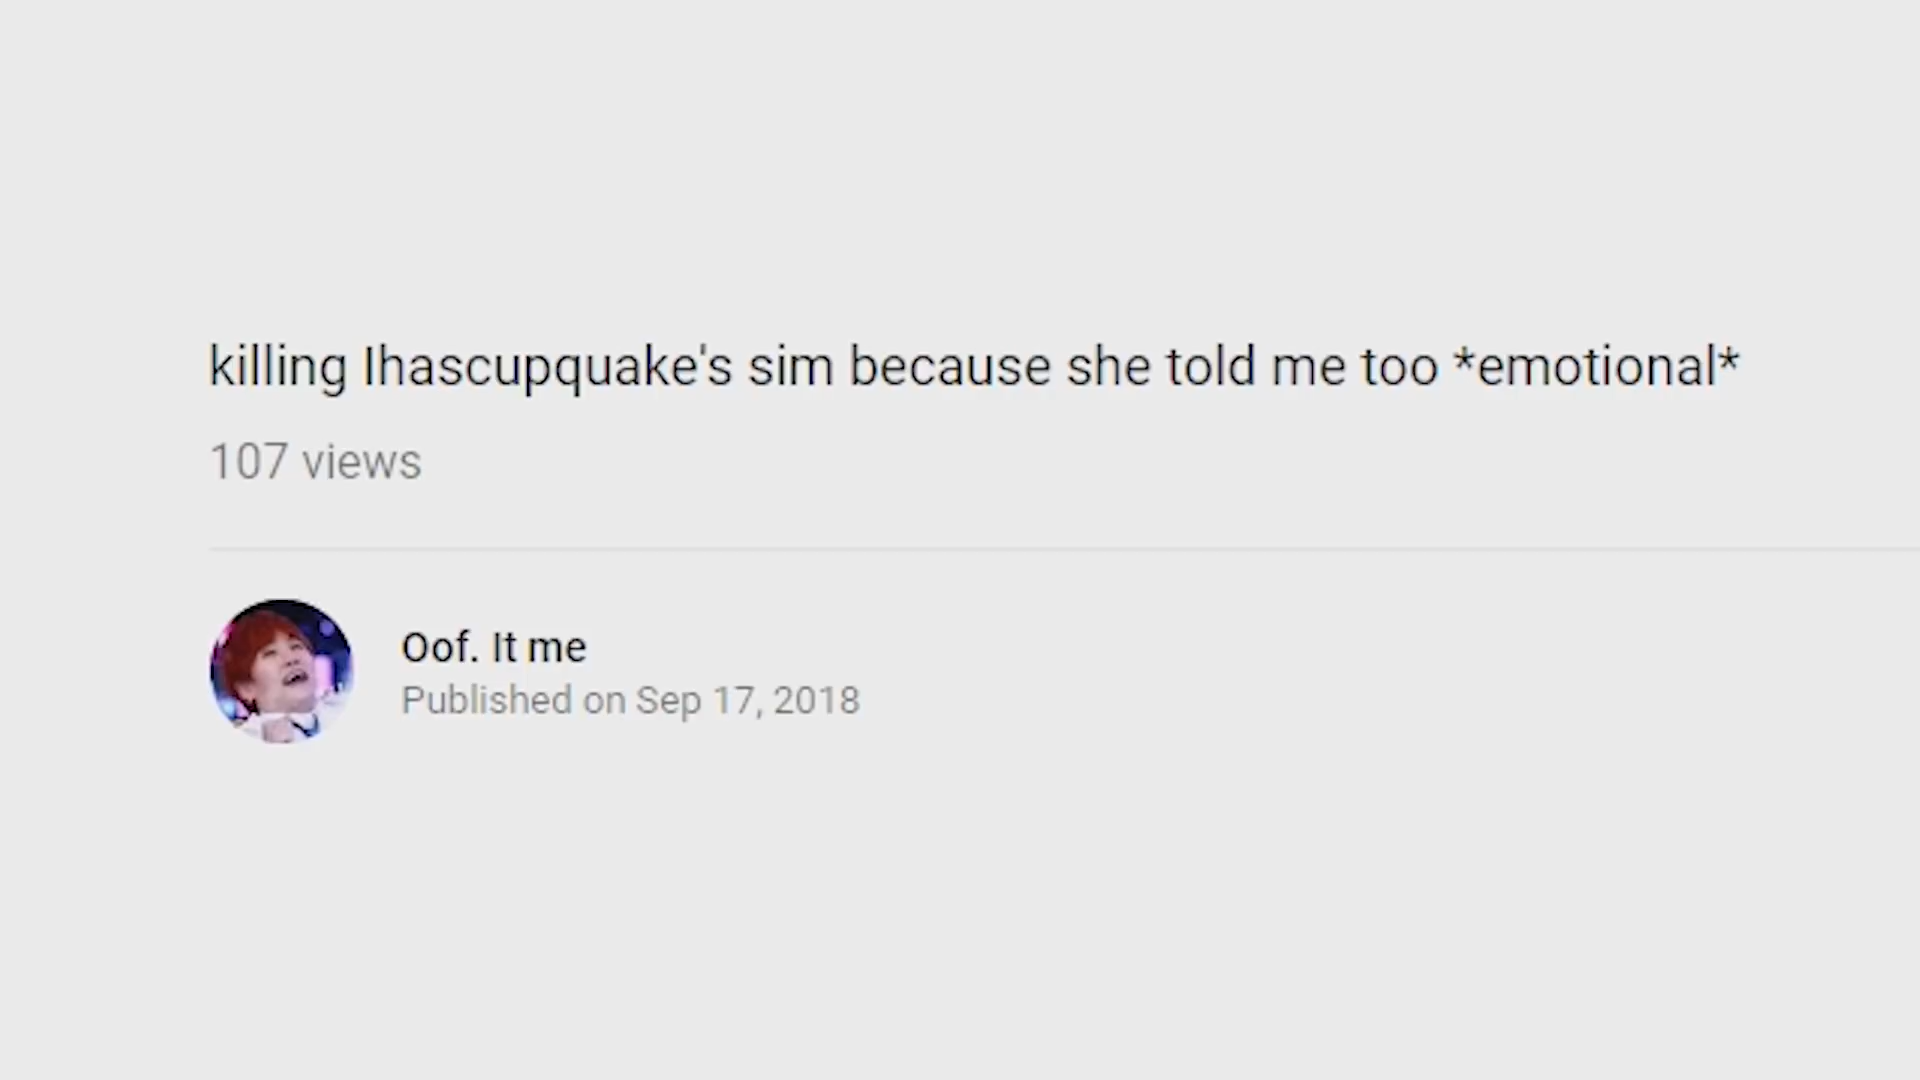 killing Ihascupquake's sim because she told me too *emotional*
107 views
Oof. It me
Published on Sep 17, 2018